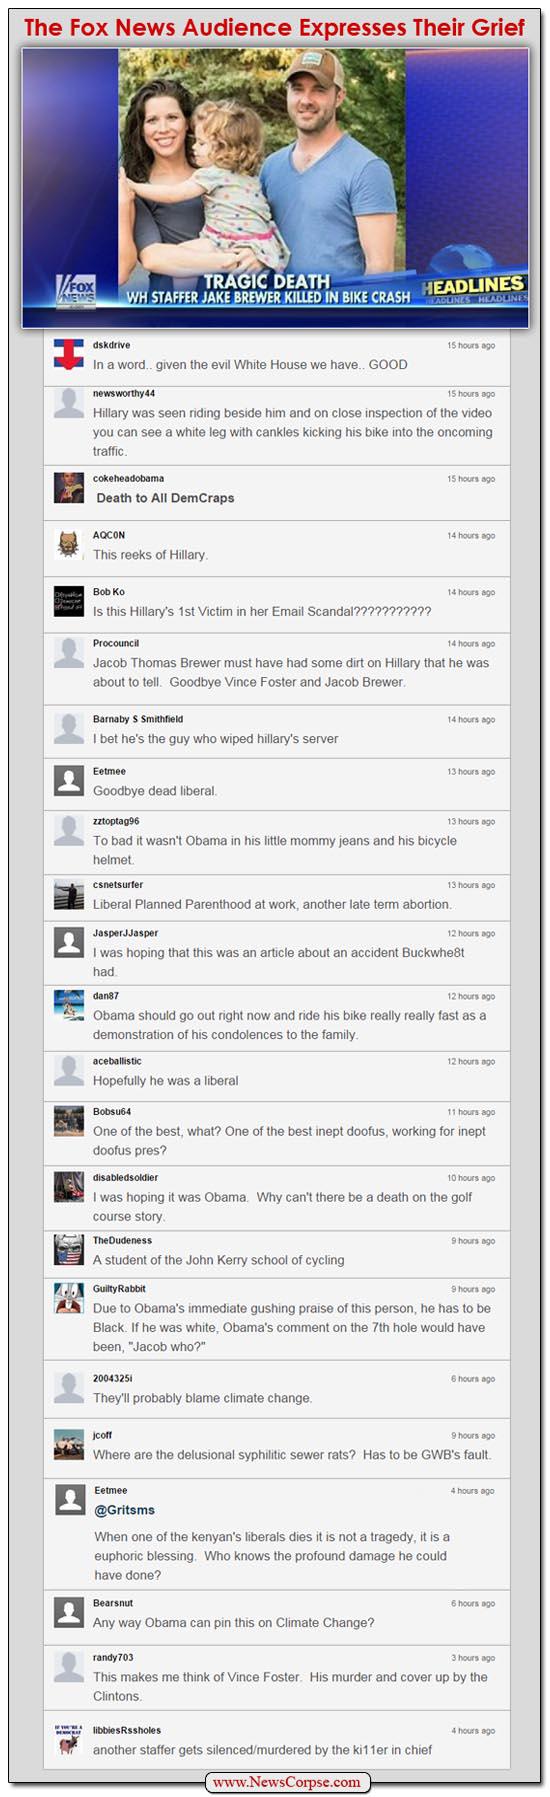 The Fox News Audience Expresses Their Grief
FOX
NEWS
TRAGIC DEATH
WH STAFFER JAKE BREWER KILLED IN BIKE CRASH
HEADLINES
HEADLINES HEADLINES
dskdrive 15 hours ago
In a word.. given the evil White House we have.. GOOD
newsworthy44 15 hours ago
Hillary was seen riding beside him and on close inspection of the video
you can see a white leg with cankles kicking his bike into the oncoming
traffic.
cokeheadobama 15 hours ago
Death to All DemCraps
AQC0N 14 hours ago
This reeks of Hillary.
Bob Ko 14 hours ago
Is this Hillary's 1st Victim in her Email Scandal???????????
Procouncil 14 hours ago
Jacob Thomas Brewer must have had some dirt on Hillary that he was
about to tell. Goodbye Vince Foster and Jacob Brewer.
Barnaby S Smithfield 14 hours ago
I bet he's the guy who wiped hillary's server
Eetmee 13 hours ago
Goodbye dead liberal.
zztoptag96 13 hours ago
To bad it wasn't Obama in his little mommy jeans and his bicycle
helmet.
csnetsurfer 13 hours ago
Liberal Planned Parenthood at work, another late term abortion.
JasperJJasper 12 hours ago
I was hoping that this was an article about an accident Buckwhe8t
had.
dan87 12 hours ago
Obama should go out right now and ride his bike really really fast as a
demonstration of his condolences to the family.
aceballistic 12 hours ago
Hopefully he was a liberal
Bobsu64 11 hours ago
One of the best, what? One of the best inept doofus, working for inept
doofus pres?
disabledsoldier 10 hours ago
I was hoping it was Obama. Why can't there be a death on the golf
course story.
TheDudeness 9 hours ago
A student of the John Kerry school of cycling
GuiltyRabbit 9 hours ago
Due to Obama's immediate gushing praise of this person, he has to be
Black. If he was white, Obama's comment on the 7th hole would have
been, "Jacob who?"
2004325i 6 hours ago
They'll probably blame climate change.
jcoff 9 hours ago
Where are the delusional syphilitic sewer rats? Has to be GWB's fault.
Eetmee 4 hours ago
@Gritsms
When one of the kenyan's liberals dies it is not a tragedy, it is a
euphoric blessing. Who knows the profound damage he could
have done?
Bearsnut 6 hours ago
Any way Obama can pin this on Climate Change?
randy703 3 hours ago
This makes me think of Vince Foster. His murder and cover up by the
Clintons.
IF YOU'RE A
DEMOCRAT
libbiesRssholes 4 hours ago
another staffer gets silenced/murdered by the ki11er in chief
www.NewsCorpse.com